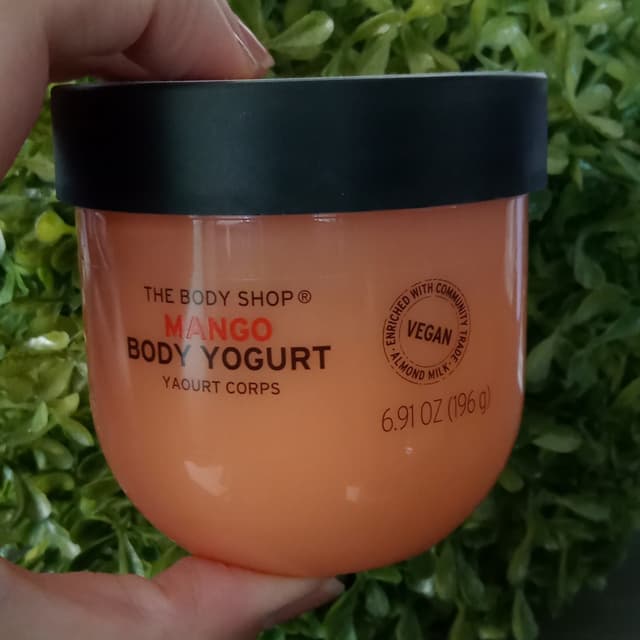 THE BODY SHOP®
MANGO
BODY YOGURT
YAOURT CORPS
ENRICHED WITH COMMUNITY TRADE
VEGAN
· ALMOND MILK ·
6.91 OZ (196 g)